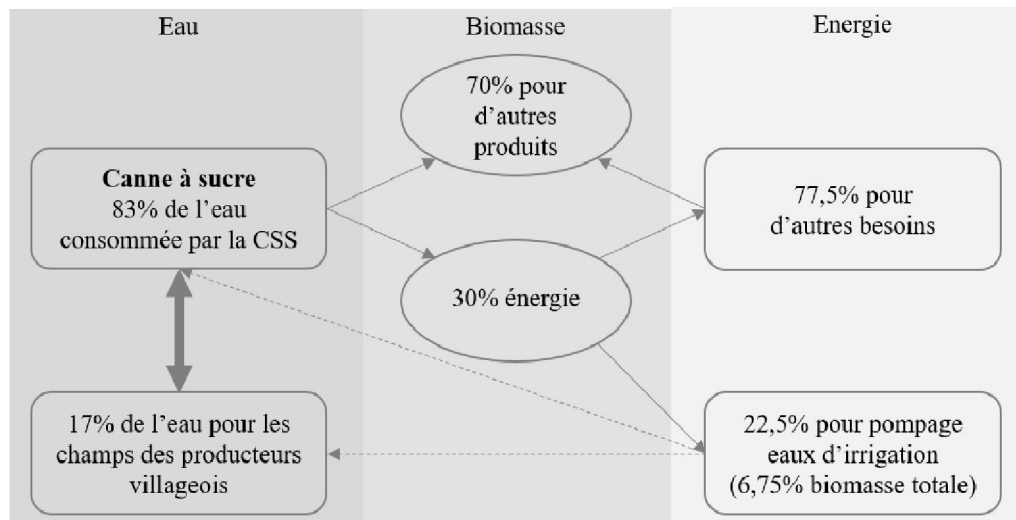 Eau
Biomasse
Energie
70% pour
d'autres
produits
Canne à sucre
83% de l'eau
consommée par la CSS
77,5% pour
d'autres besoins
30% énergie
17% de l'eau pour les
champs des producteurs
villageois
22,5% pour pompage
eaux d'irrigation
(6,75% biomasse totale)